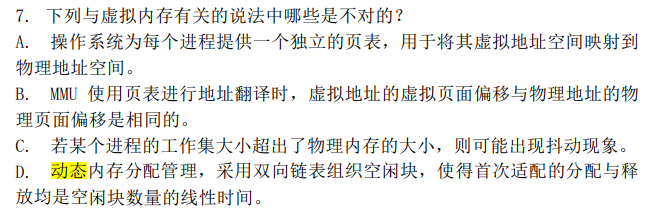 7. 下列与虚拟内存有关的说法中哪些是不对的？
A. 操作系统为每个进程提供一个独立的页表，用于将其虚拟地址空间映射到
物理地址空间。
B. MMU 使用页表进行地址翻译时，虚拟地址的虚拟页面偏移与物理地址的物
理页面偏移是相同的。
C. 若某个进程的工作集大小超出了物理内存的大小，则可能出现抖动现象。
D. 动态内存分配管理，采用双向链表组织空闲块，使得首次适配的分配与释
放均是空闲块数量的线性时间。